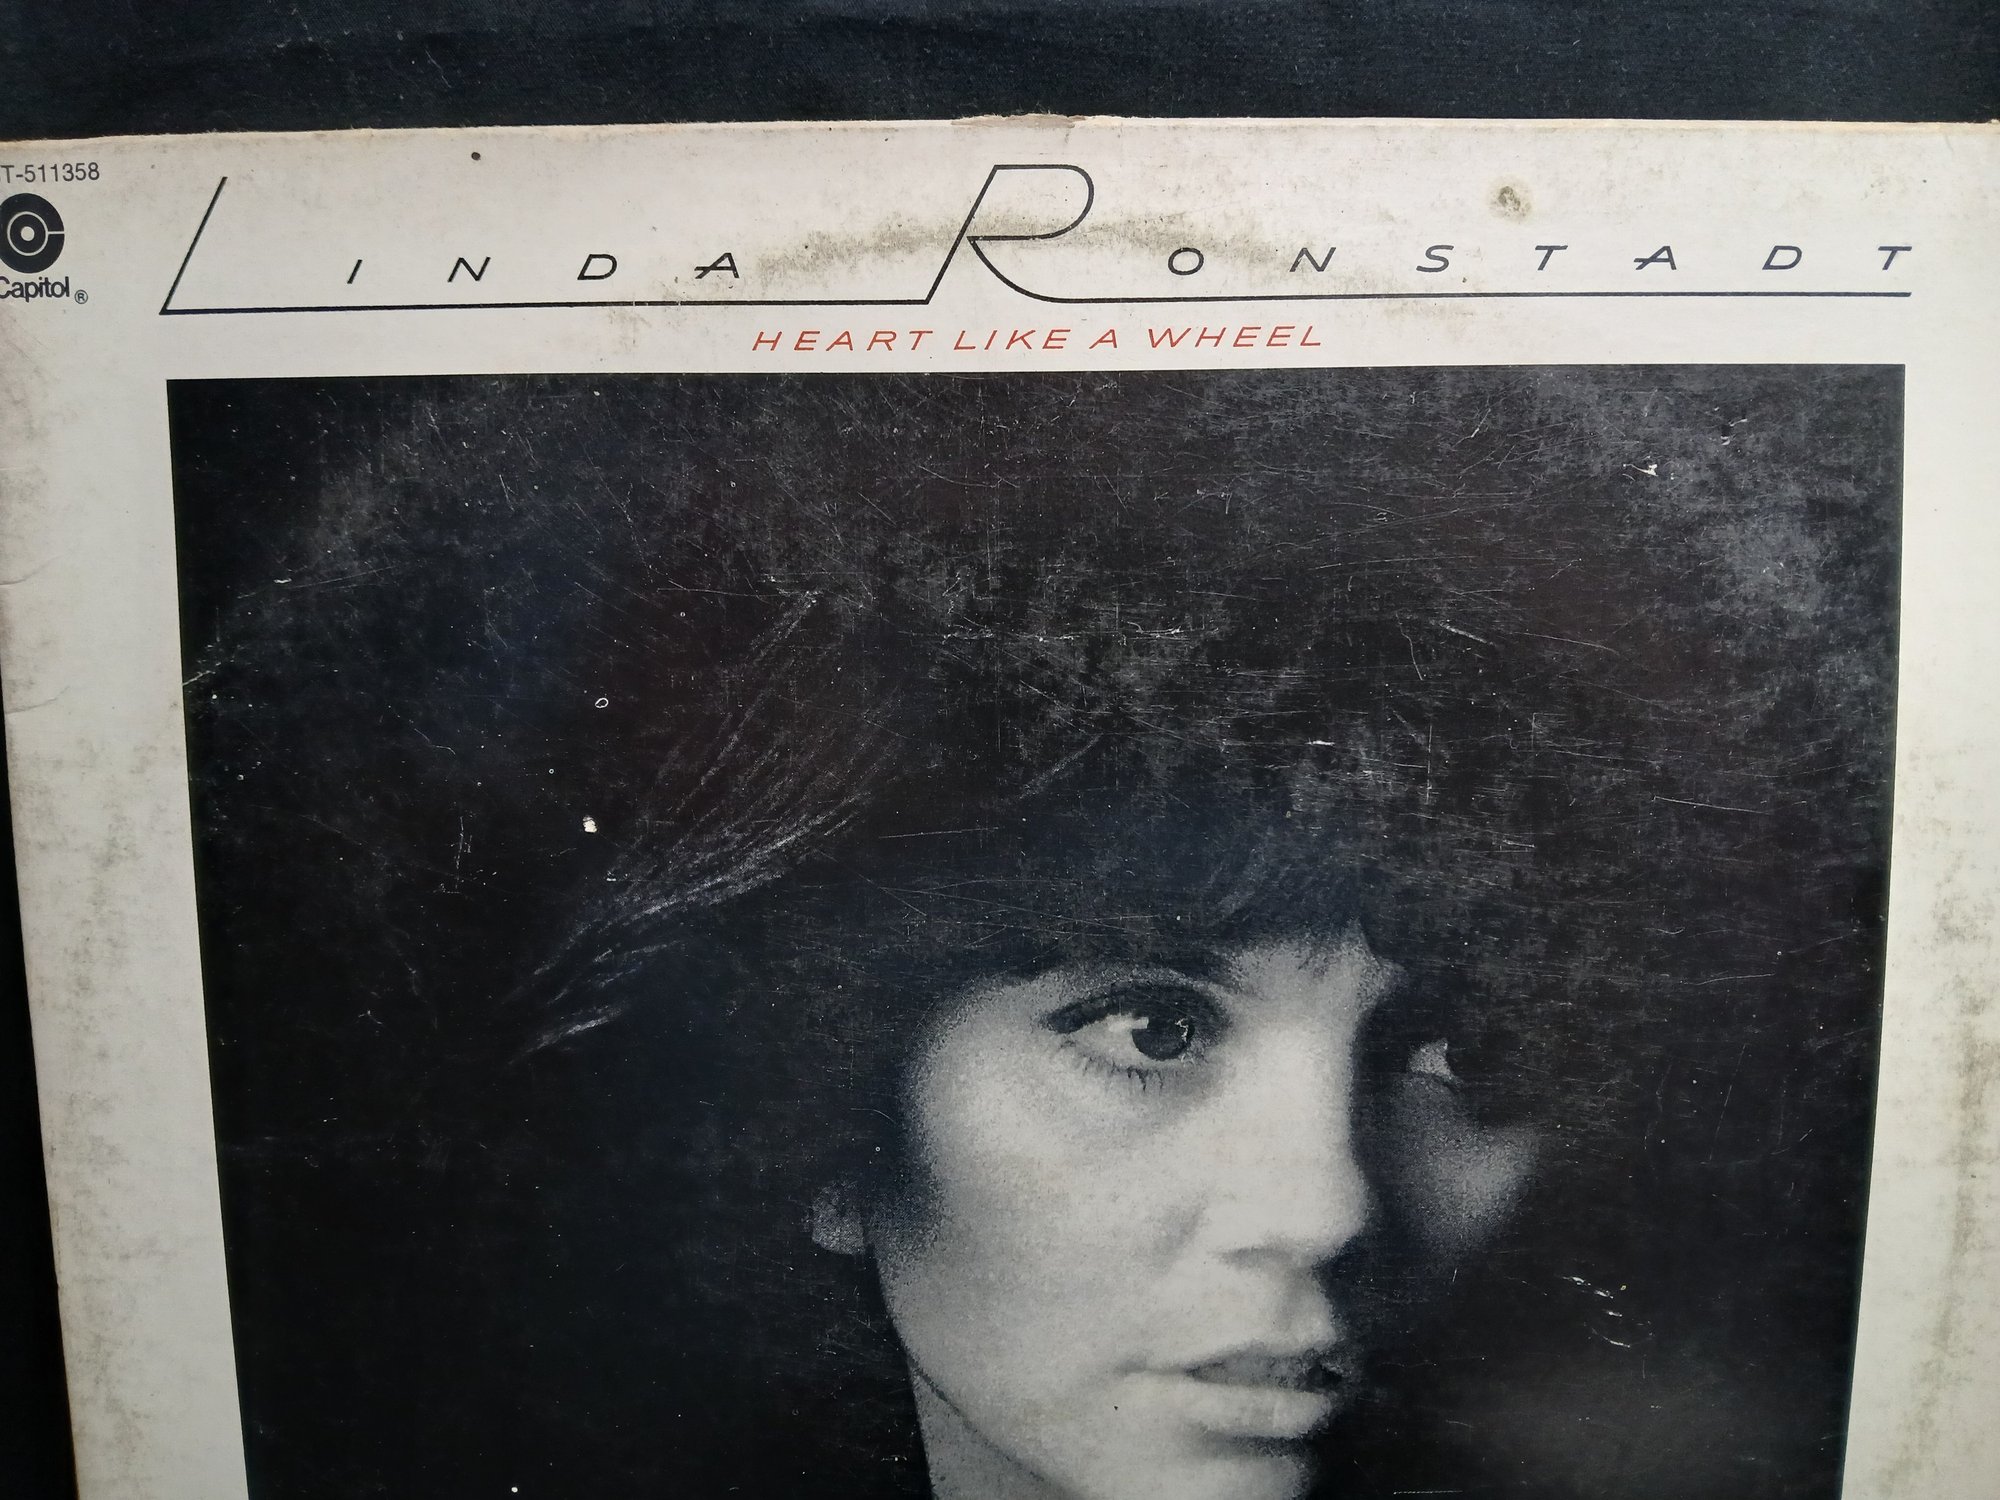 T-511358
Capitol®
LINDA RONSTADT
HEART LIKE A WHEEL